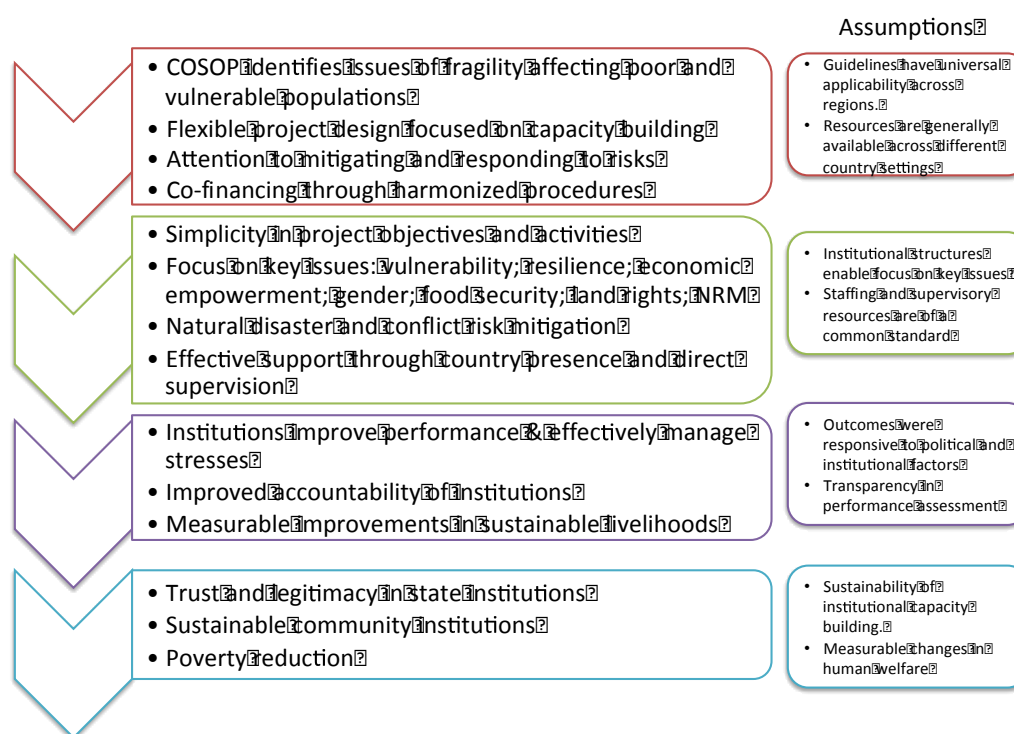 Assumptions
• COSOP identifies issues of fragility affecting poor and
vulnerable populations
• Flexible project design focused on capacity building
• Attention to mitigating and responding to risks
• Co-financing through harmonized procedures
• Guidelines have universal
applicability across
regions.
• Resources are generally
available across different
country settings
• Simplicity in project objectives and activities
• Focus on key issues: vulnerability; resilience; economic
empowerment; gender; food security; land rights; NRM
• Natural disaster and conflict risk mitigation
• Effective support through country presence and direct
supervision
• Institutional structures
enable focus on key issues
• Staffing and supervisory
resources are of a
common standard
• Institutions improve performance & effectively manage
stresses
• Improved accountability of institutions
• Measurable improvements in sustainable livelihoods
• Outcomes were
responsive to political and
institutional factors
• Transparency in
performance assessment
• Trust and legitimacy in state institutions
• Sustainable community institutions
• Poverty reduction
• Sustainability of
institutional capacity
building.
• Measurable changes in
human welfare